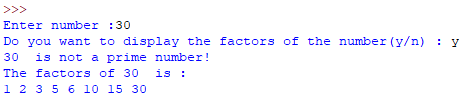 >>>
Enter number :30
Do you want to display the factors of the number(y/n) : y
30  is not a prime number!
The factors of 30  is :
1 2 3 5 6 10 15 30